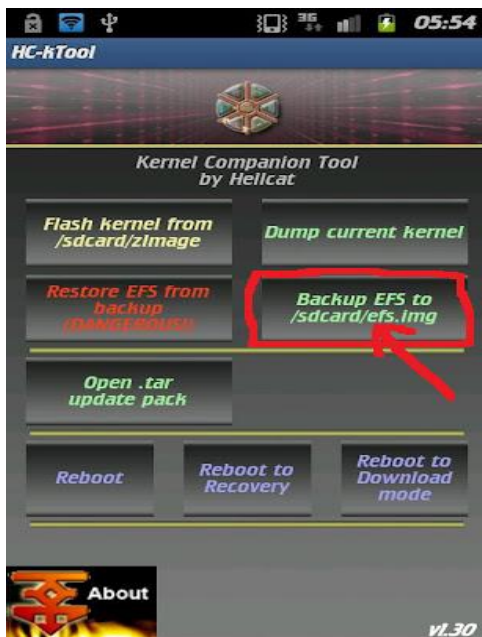 3G 05:54
HC-kTool
Kernel Companion Tool
by Hellcat
Flash kernel from
/sdcard/zImage
Dump current kernel
Restore EFS from
backup
(DANGEROUS!)
Backup EFS to
/sdcard/efs.img
Open .tar
update pack
Reboot
Reboot to
Recovery
Reboot to
Download
mode
About
v1.30